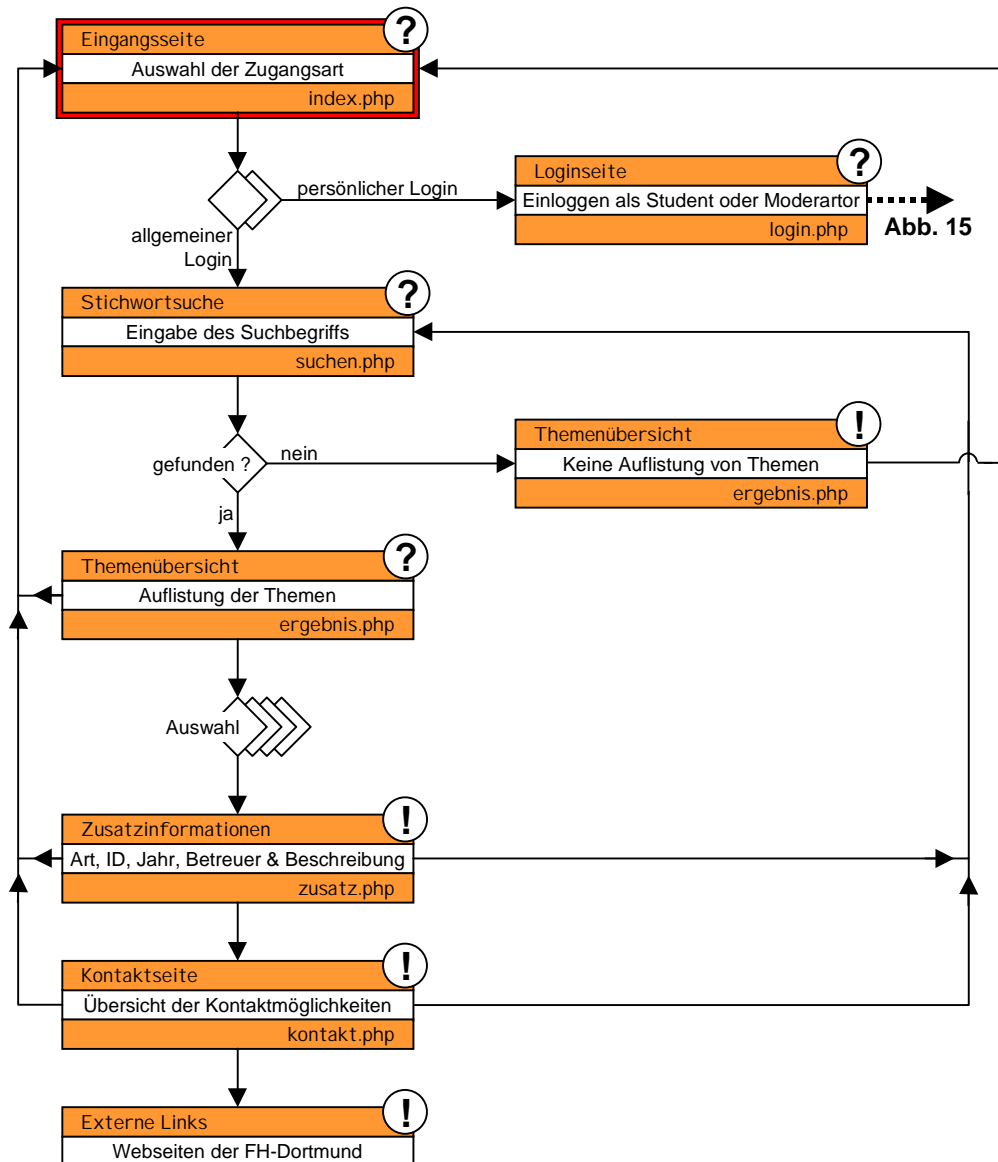 Eingangsseite
?
Auswahl der Zugangsart
index.php
persönlicher Login
Loginseite
?
Einloggen als Student oder Moderartor
login.php
Abb. 15
allgemeiner
Login
Stichwortsuche
?
Eingabe des Suchbegriffs
suchen.php
gefunden ?
nein
Themenübersicht
!
Keine Auflistung von Themen
ergebnis.php
ja
Themenübersicht
?
Auflistung der Themen
ergebnis.php
Auswahl
Zusatzinformationen
!
Art, ID, Jahr, Betreuer & Beschreibung
zusatz.php
Kontaktseite
!
Übersicht der Kontaktmöglichkeiten
kontakt.php
Externe Links
!
Webseiten der FH-Dortmund